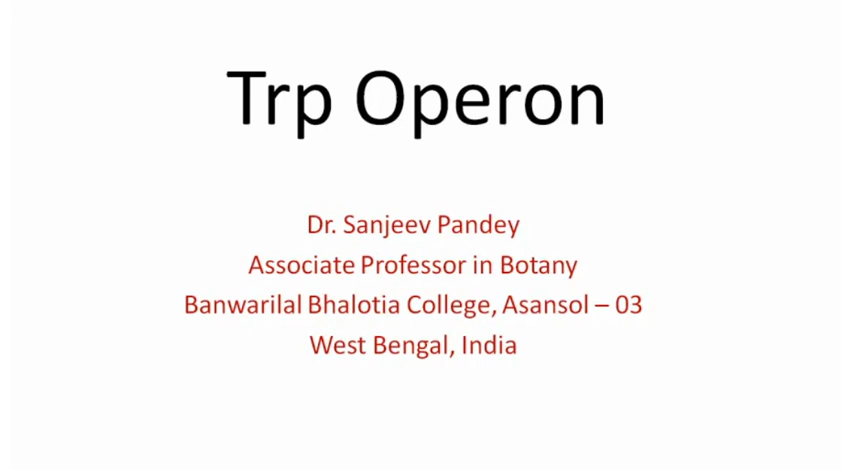 Trp Operon
Dr. Sanjeev Pandey
Associate Professor in Botany
Banwarilal Bhalotia College, Asansol – 03
West Bengal, India